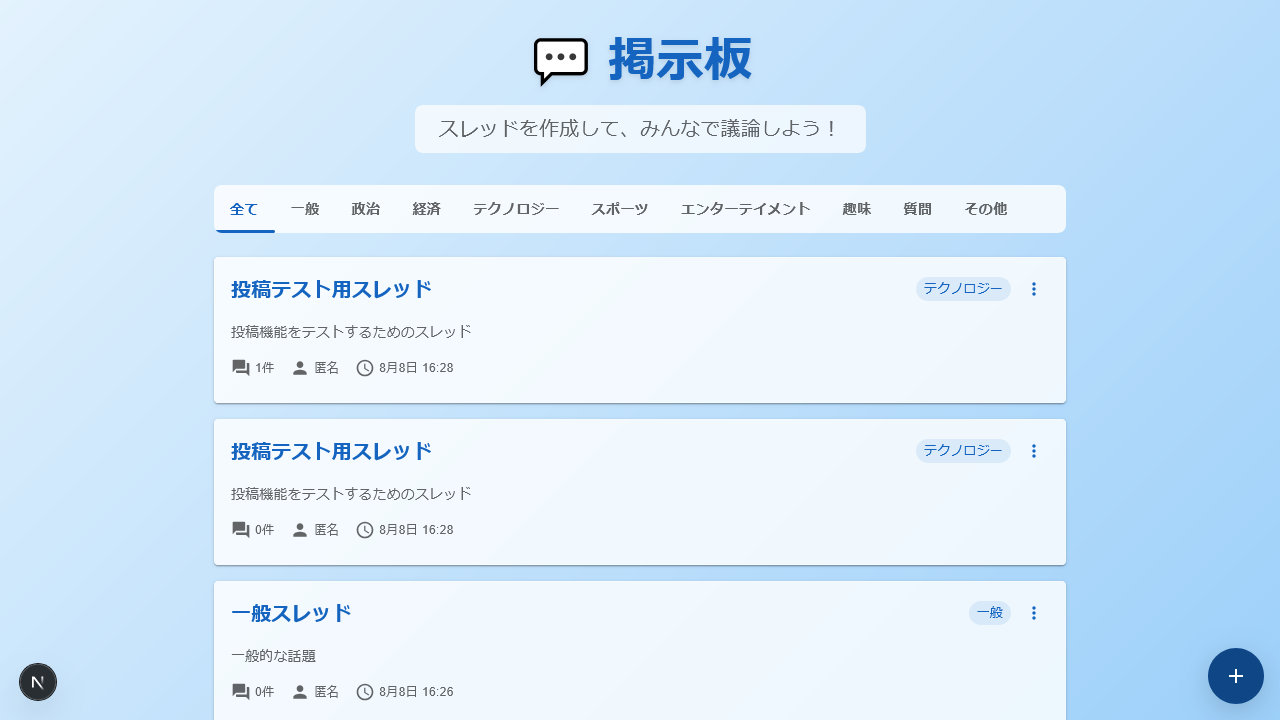 掲示板
スレッドを作成して、みんなで議論しよう！
全て 一般 政治 経済 テクノロジー スポーツ エンターテイメント 趣味 質問 その他
投稿テスト用スレッド テクノロジー
投稿機能をテストするためのスレッド
1件 匿名 8月8日 16:28
投稿テスト用スレッド テクノロジー
投稿機能をテストするためのスレッド
0件 匿名 8月8日 16:28
一般スレッド 一般
一般的な話題
0件 匿名 8月8日 16:26
N